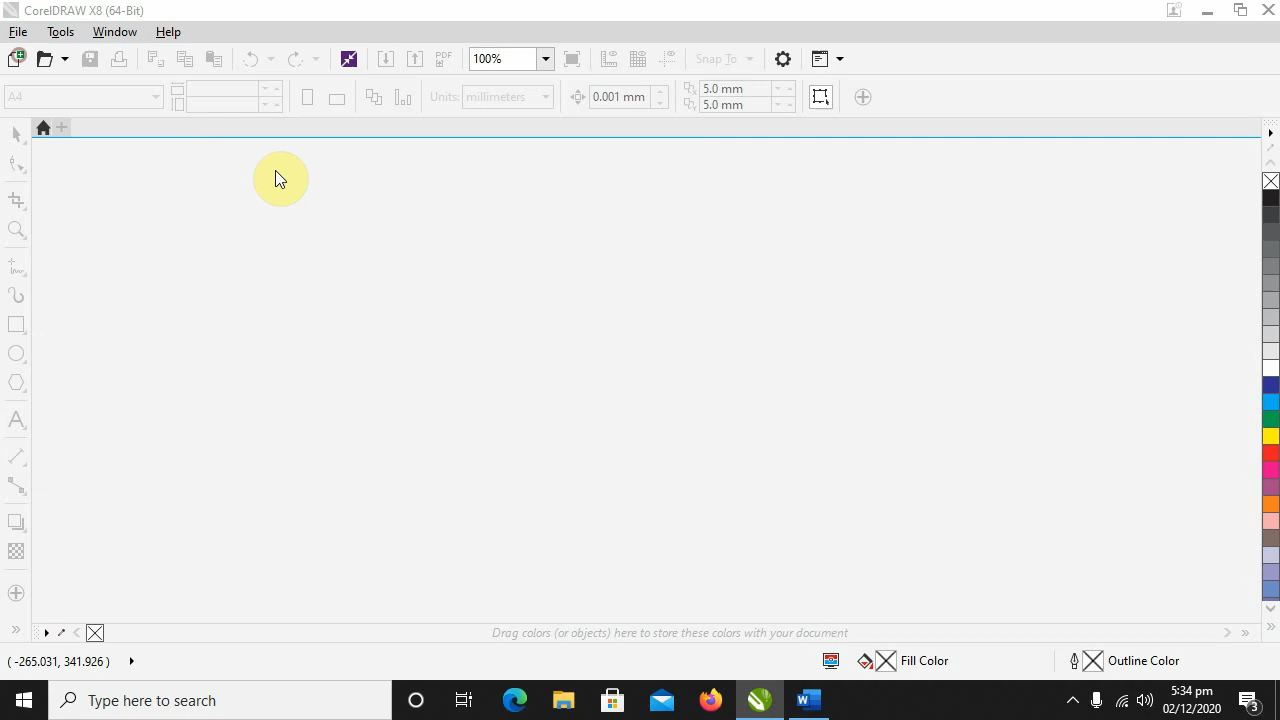 CorelDRAW X8 (64-Bit)
File Tools Window Help
PDF 100% Snap To
A4 Units: millimeters 0.001 mm 5.0 mm
5.0 mm
Drag colors (or objects) here to store these colors with your document
( -265.031, 341.926 ) Fill Color Outline Color
Type here to search
5:34 pm
02/12/2020
3